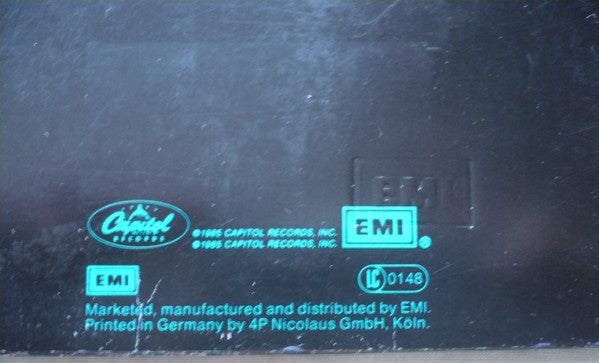 Capitol
RECORDS
℗1985 CAPITOL RECORDS, INC.
©1985 CAPITOL RECORDS, INC.
EMI
EMI®
EMI
LC 0148
Marketed, manufactured and distributed by EMI.
Printed in Germany by 4P Nicolaus GmbH, Köln.